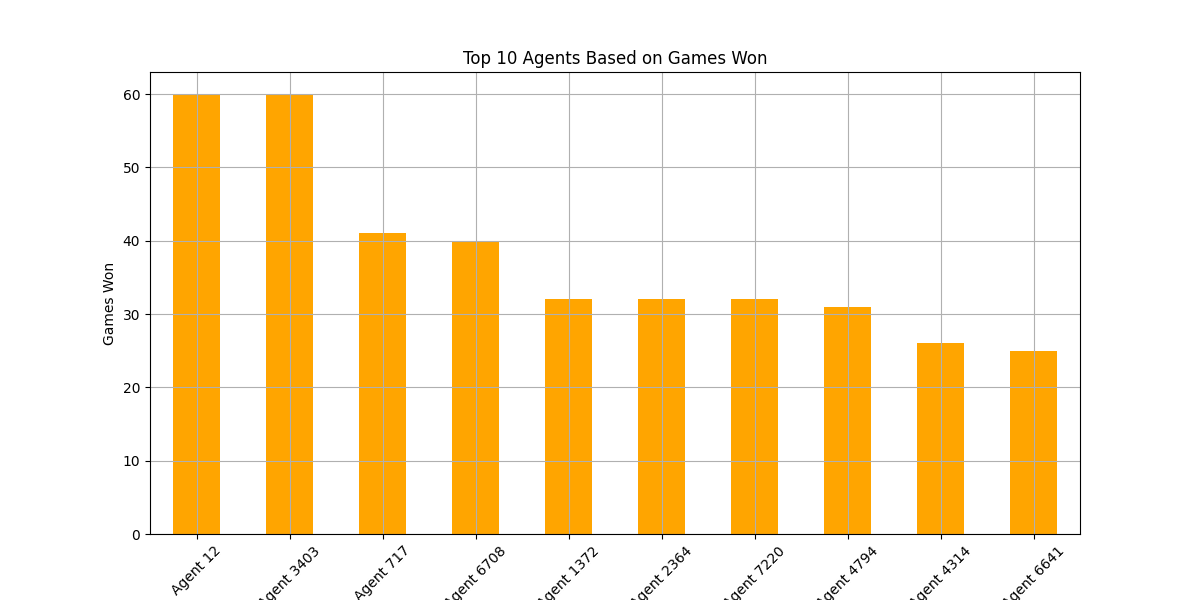 Top 10 Agents Based on Games Won
Games Won
60
50
40
30
20
10
0
Agent 12
Agent 3403
Agent 717
Agent 6708
Agent 1372
Agent 2364
Agent 7220
Agent 4794
Agent 4314
Agent 6641